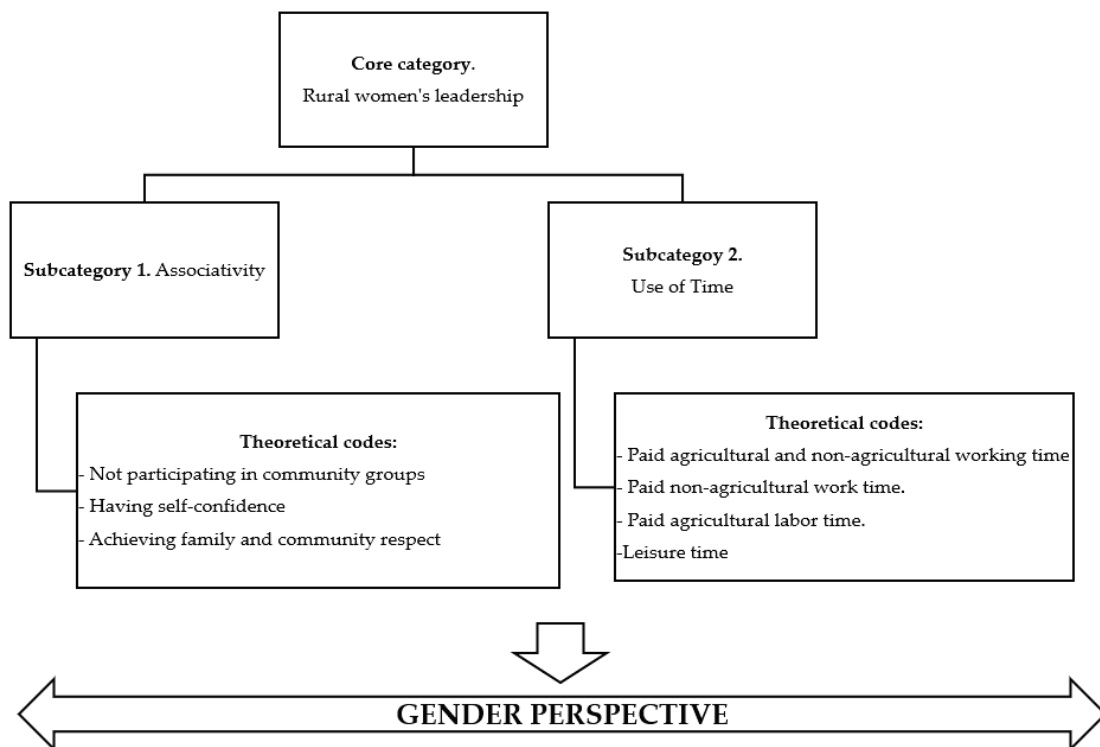 Core category.
Rural women's leadership
Subcategory 1. Associativity
Subcategoy 2.
Use of Time
Theoretical codes:
- Not participating in community groups
- Having self-confidence
- Achieving family and community respect
Theoretical codes:
- Paid agricultural and non-agricultural working time
- Paid non-agricultural work time.
- Paid agricultural labor time.
-Leisure time
GENDER PERSPECTIVE